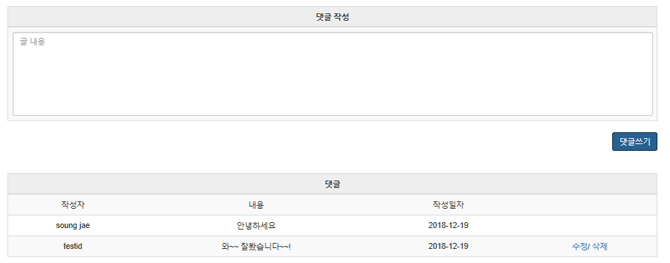 댓글 작성
글 내용
댓글쓰기
댓글
작성자 내용 작성일자
soung jae 안녕하세요 2018-12-19
testid 와~~ 잘봤습니다~~! 2018-12-19 수정/ 삭제